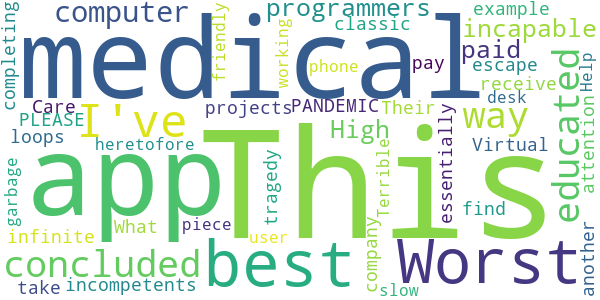 computer
programmers
example
classic
incapable
medical
completing
friendly
working
paid
escape
Help
phone
pay
receive
Care
I've
projects
PANDEMIC
Their
desk
way
educated
attention
PLEASE
High
loops
heretofore
Virtual
app
This
essentially
tragedy
Terrible
find
garbage
What
piece
infinite
user
company
Worst
another
concluded
best
take
incompetents
slow